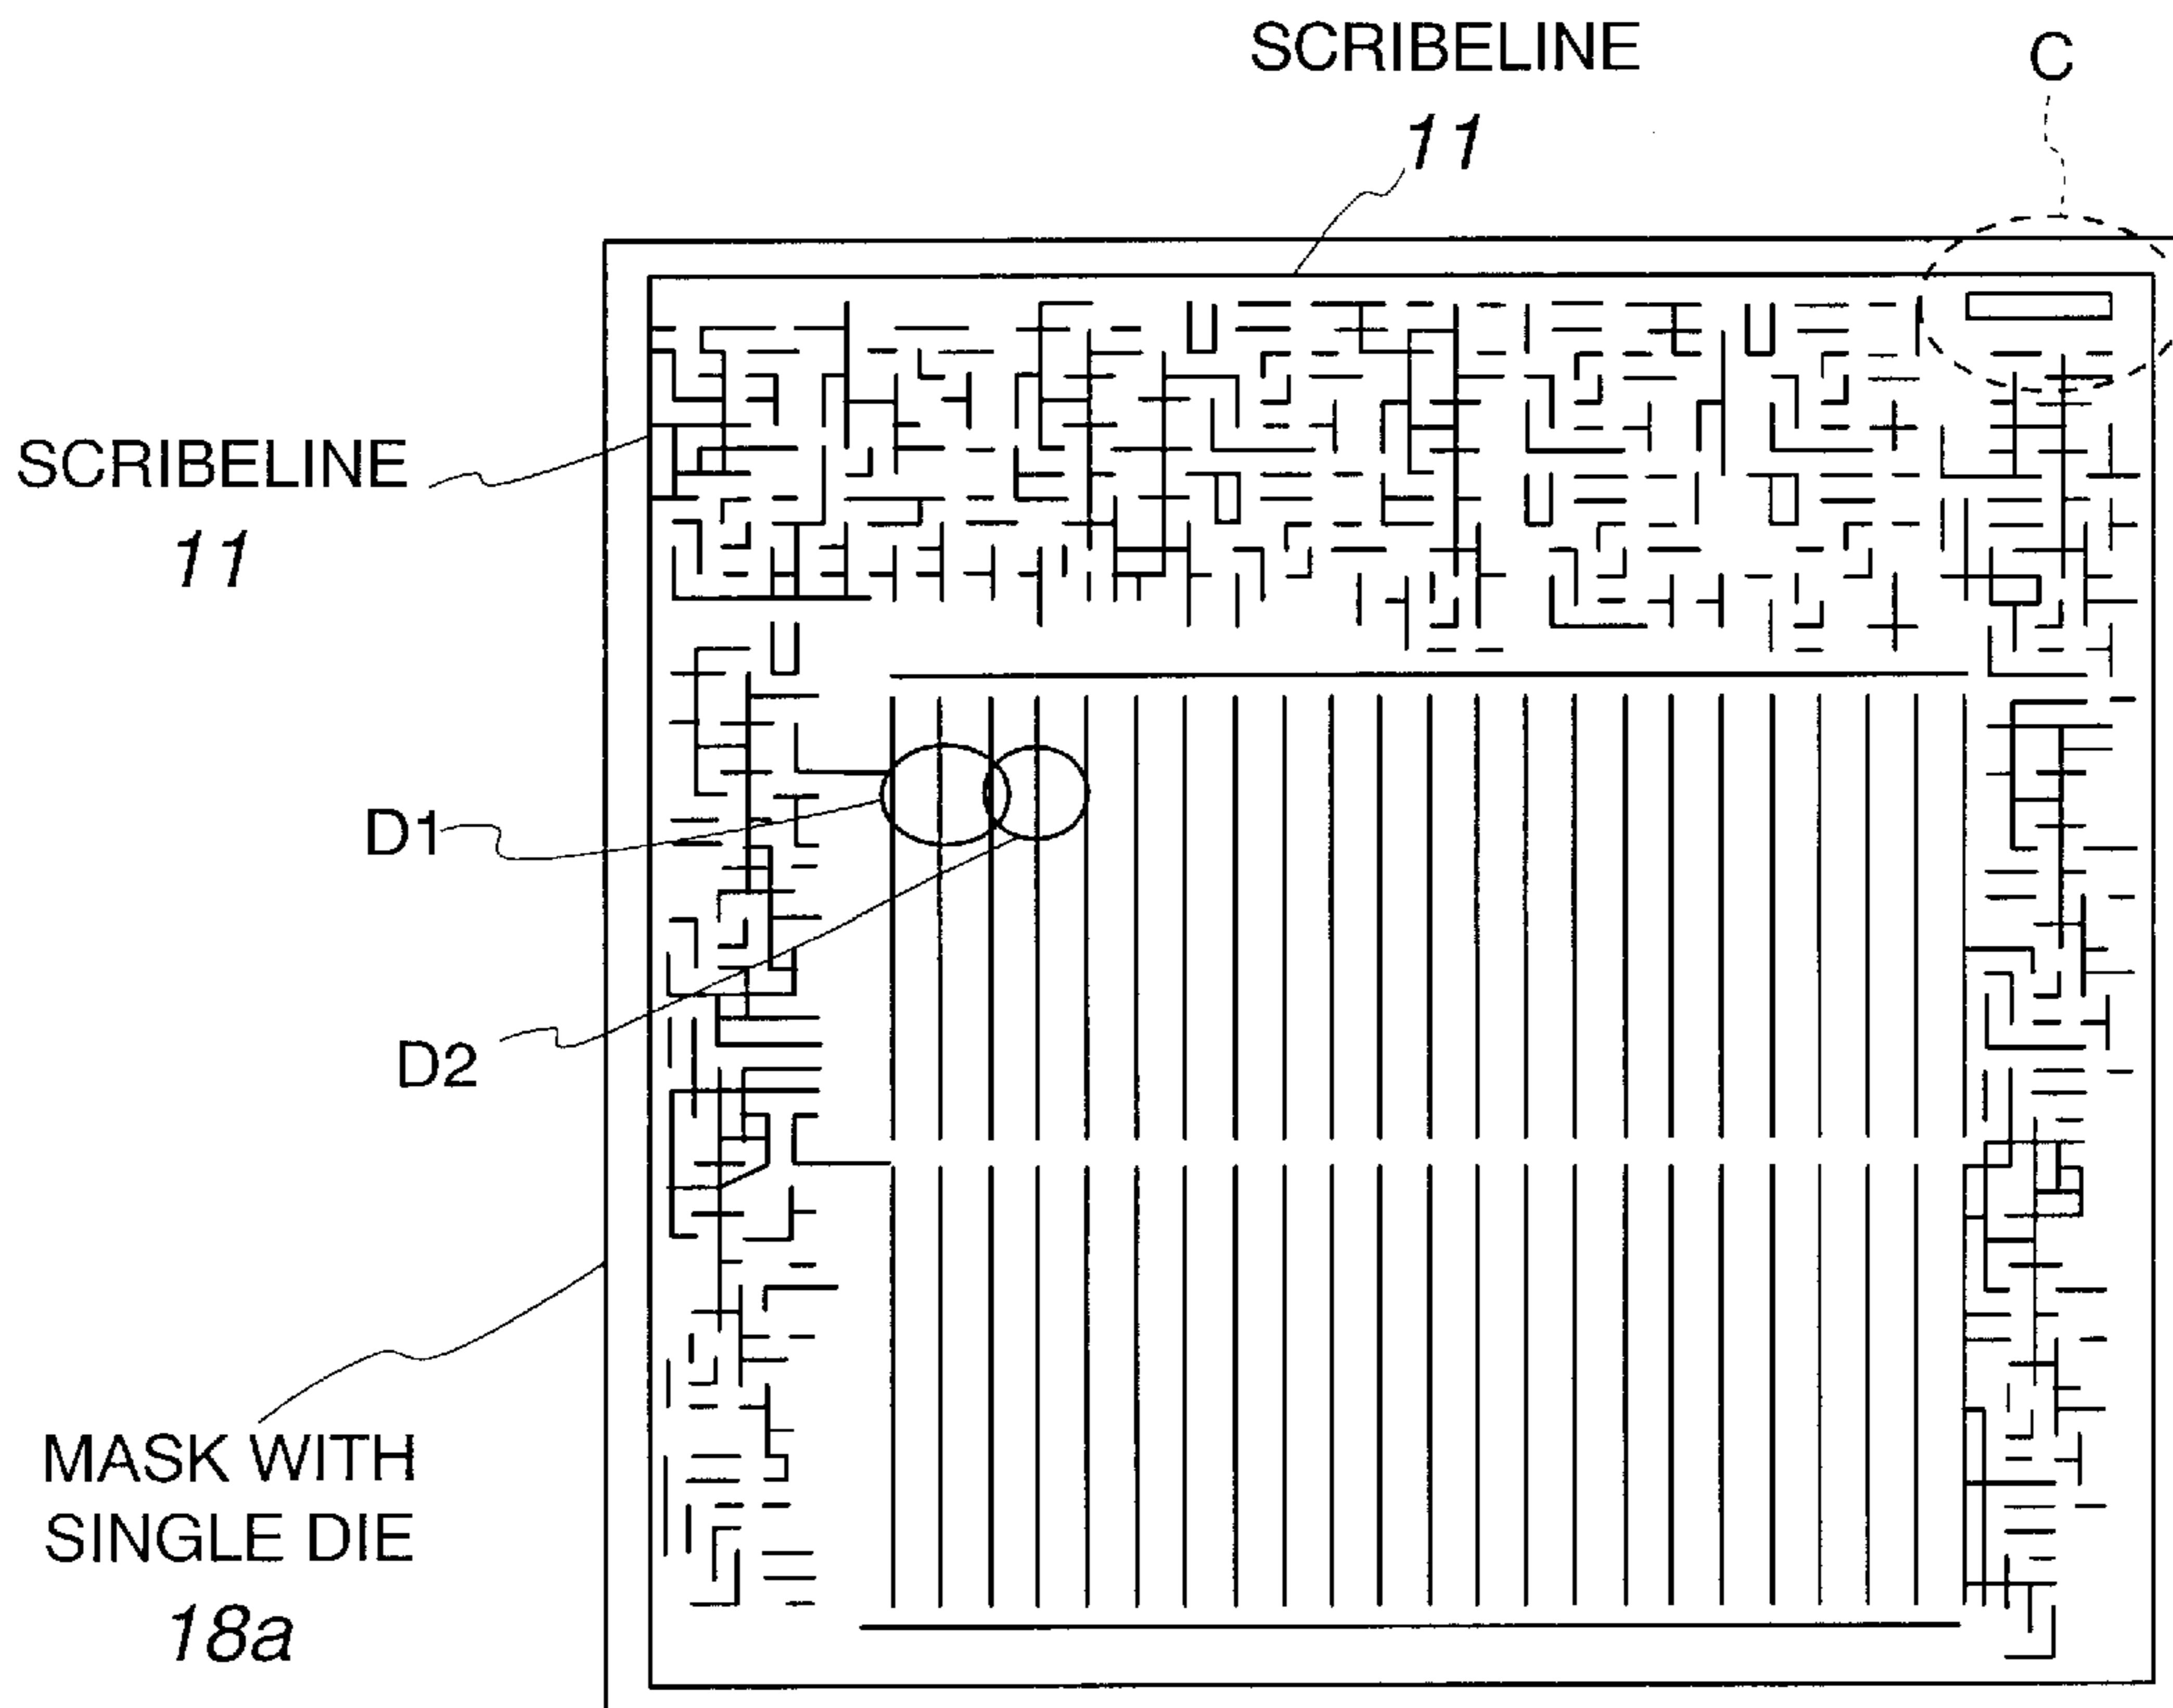 SCRIBELINE
11
C
SCRIBELINE
11
D1
D2
MASK WITH
SINGLE DIE
18a